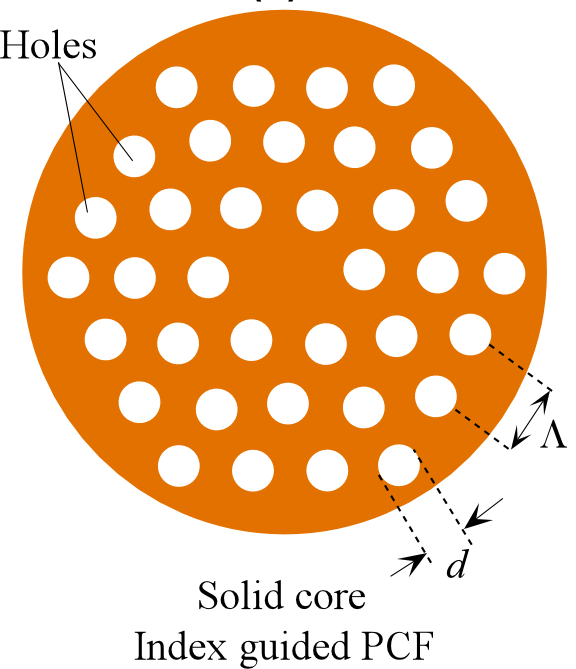 Holes
Λ
d
Solid core
Index guided PCF